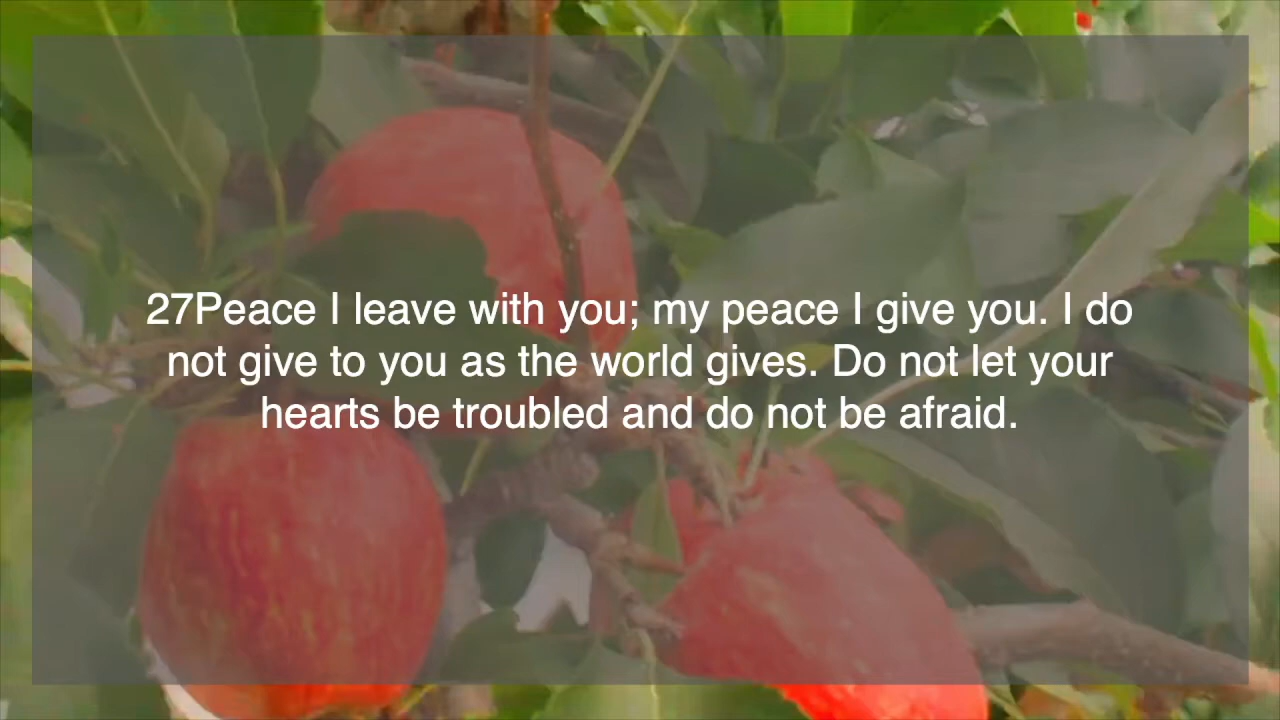 27Peace I leave with you; my peace I give you. I do
not give to you as the world gives. Do not let your
hearts be troubled and do not be afraid.